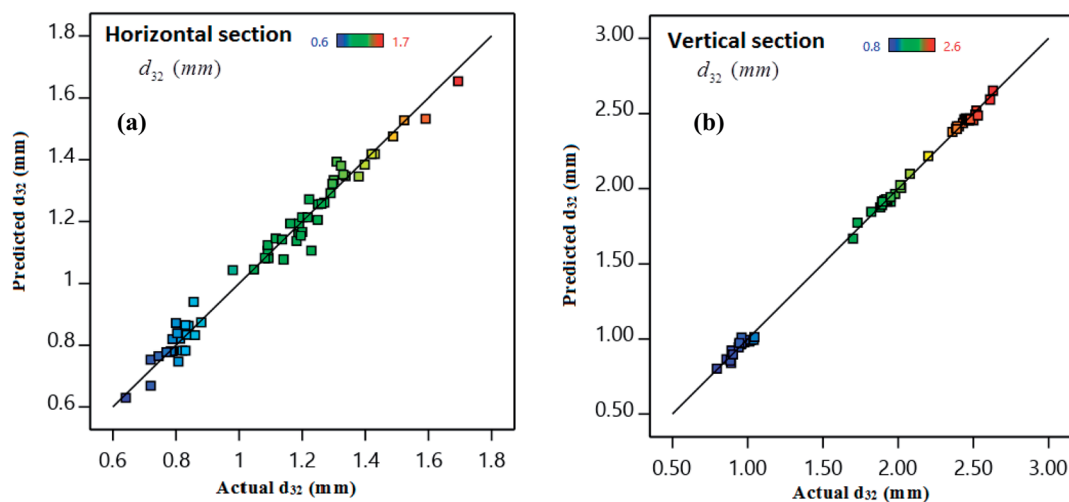 Horizontal section
0.6
1.7
d32 (mm)
(a)
1.8
1.6
1.4
1.2
1
0.8
0.6
Predicted d32 (mm)
0.6 0.8 1 1.2 1.4 1.6 1.8
Actual d32 (mm)
Vertical section
0.8
2.6
d32 (mm)
(b)
3.00
2.50
2.00
1.50
1.00
0.50
Predicted d32 (mm)
0.50 1.00 1.50 2.00 2.50 3.00
Actual d32 (mm)